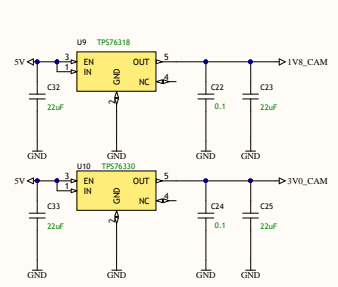 U9 TPS76318
5V 3 EN OUT 5 1V8_CAM
1 IN
GND NC 4
2
C32 22uF
C22 0.1
C23 22uF
GND GND GND GND
U10 TPS76330
5V 3 EN OUT 5 3V0_CAM
1 IN
GND NC 4
2
C33 22uF
C24 0.1
C25 22uF
GND GND GND GND